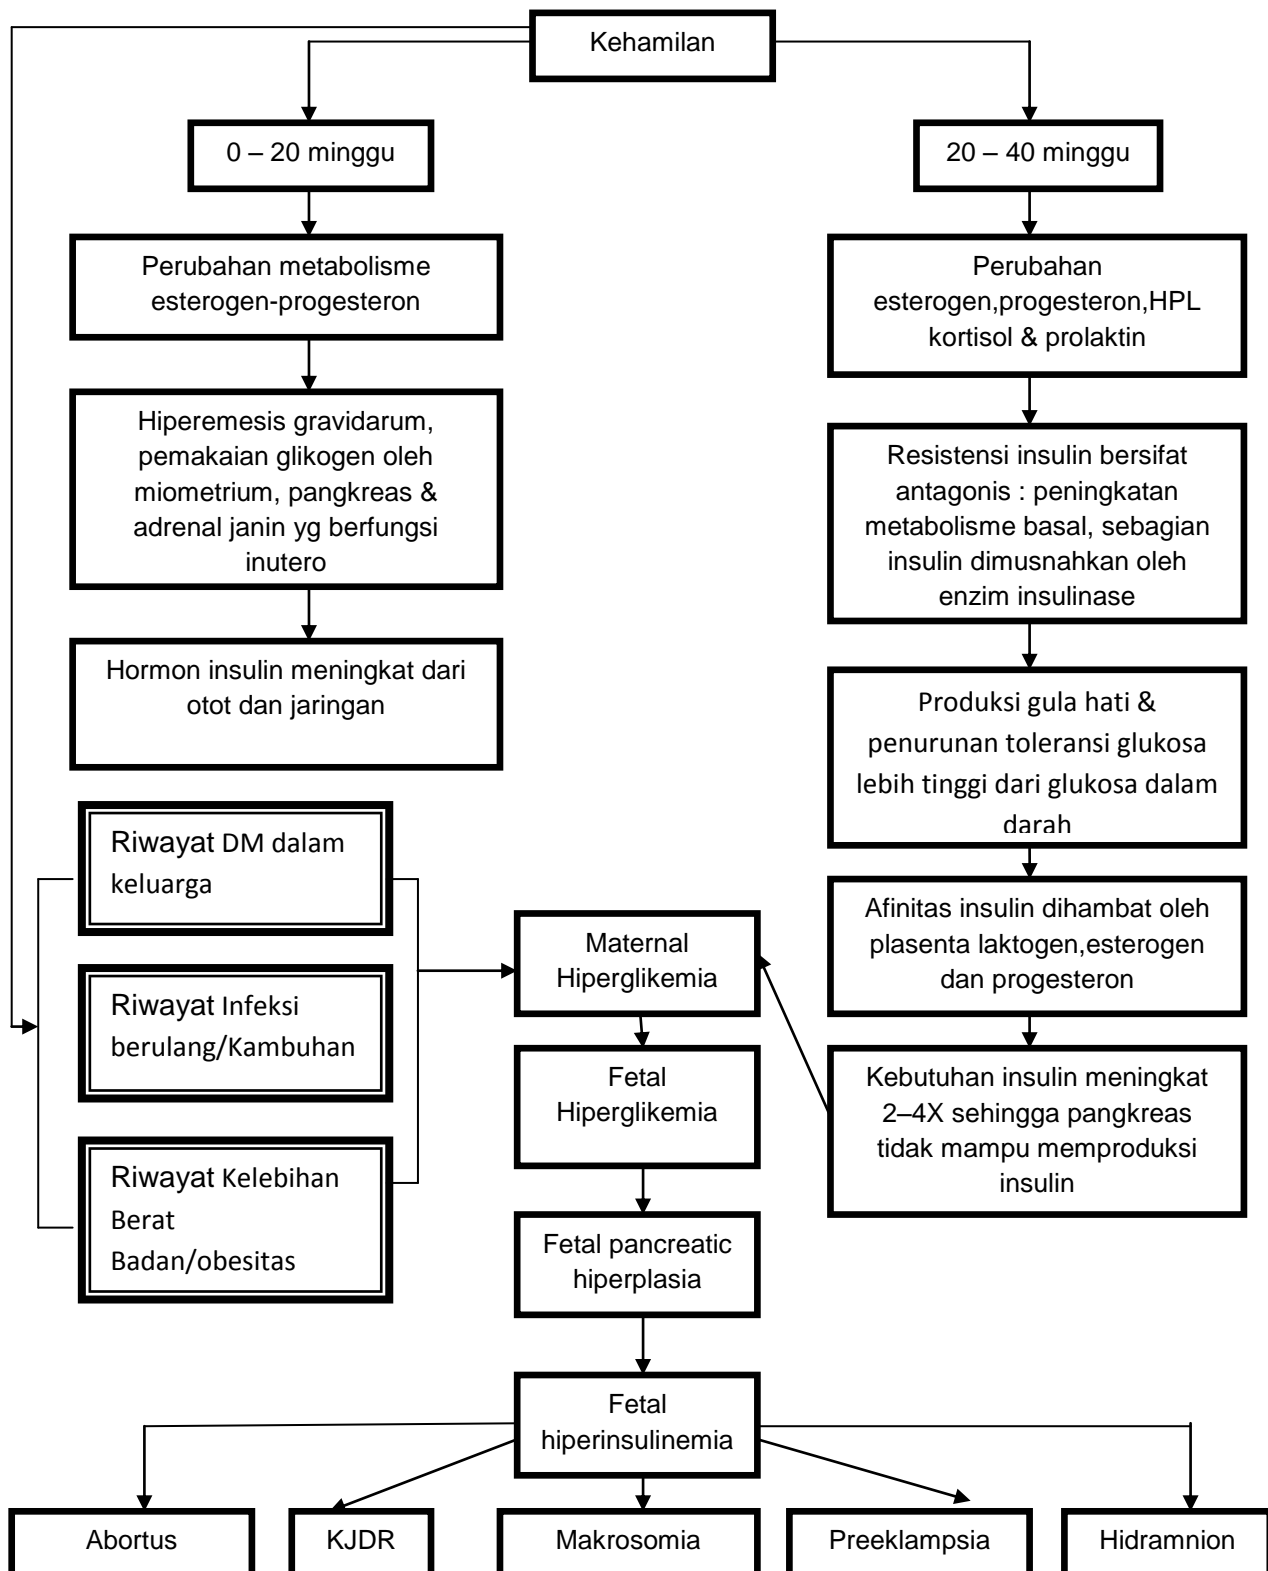 Kehamilan
0 – 20 minggu
20 – 40 minggu
Perubahan metabolisme
esterogen-progesteron
Perubahan
esterogen,progesteron,HPL
kortisol & prolaktin
Hiperemesis gravidarum,
pemakaian glikogen oleh
miometrium, pangkreas &
adrenal janin yg berfungsi
inutero
Resistensi insulin bersifat
antagonis : peningkatan
metabolisme basal, sebagian
insulin dimusnahkan oleh
enzim insulinase
Hormon insulin meningkat dari
otot dan jaringan
Produksi gula hati &
penurunan toleransi glukosa
lebih tinggi dari glukosa dalam
darah
Riwayat DM dalam
keluarga
Afinitas insulin dihambat oleh
plasenta laktogen,esterogen
dan progesteron
Maternal
Hiperglikemia
Riwayat Infeksi
berulang/Kambuhan
Fetal
Hiperglikemia
Kebutuhan insulin meningkat
2–4X sehingga pangkreas
tidak mampu memproduksi
insulin
Riwayat Kelebihan
Berat
Badan/obesitas
Fetal pancreatic
hiperplasia
Fetal
hiperinsulinemia
Abortus
KJDR
Makrosomia
Preeklampsia
Hidramnion